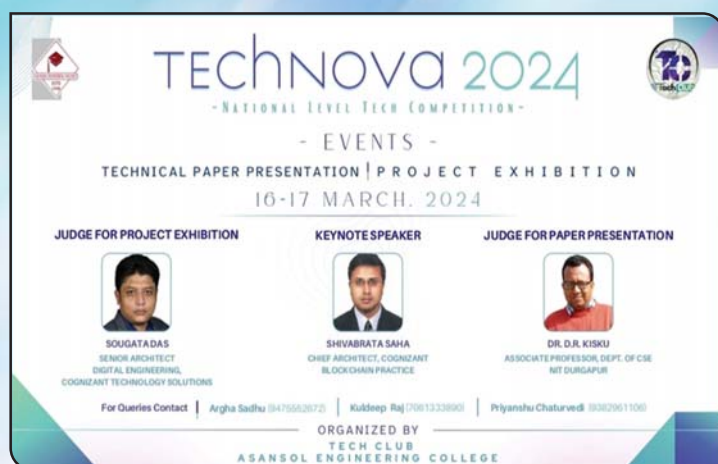 TECHNOVA 2024
-NATIONAL LEVEL TECH COMPETITION-
- EVENTS -
TECHNICAL PAPER PRESENTATION | PROJECT EXHIBITION
16-17 MARCH, 2024
JUDGE FOR PROJECT EXHIBITION
SOUGATA DAS
SENIOR ARCHITECT
DIGITAL ENGINEERING,
COGNIZANT TECHNOLOGY SOLUTIONS
KEYNOTE SPEAKER
SHIVABRATA SAHA
CHIEF ARCHITECT, COGNIZANT
BLOCKCHAIN PRACTICE
JUDGE FOR PAPER PRESENTATION
DR. D.R. KISKU
ASSOCIATE PROFESSOR, DEPT. OF CSE
NIT DURGAPUR
For Queries Contact | Argha Sadhu (9475552672) | Kuldeep Raj (7061333890) | Priyanshu Chaturvedi (9382961106)
ORGANIZED BY
TECH CLUB
ASANSOL ENGINEERING COLLEGE